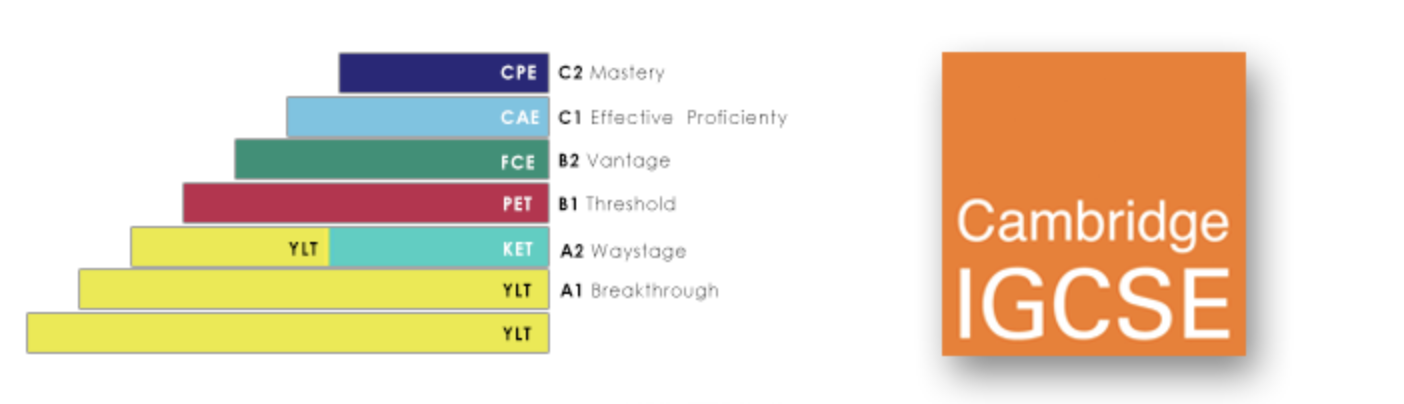 CPE C2 Mastery
CAE C1 Effective Proficienty
FCE B2 Vantage
PET B1 Threshold
YLT KET A2 Waystage
YLT A1 Breakthrough
YLT
Cambridge
IGCSE